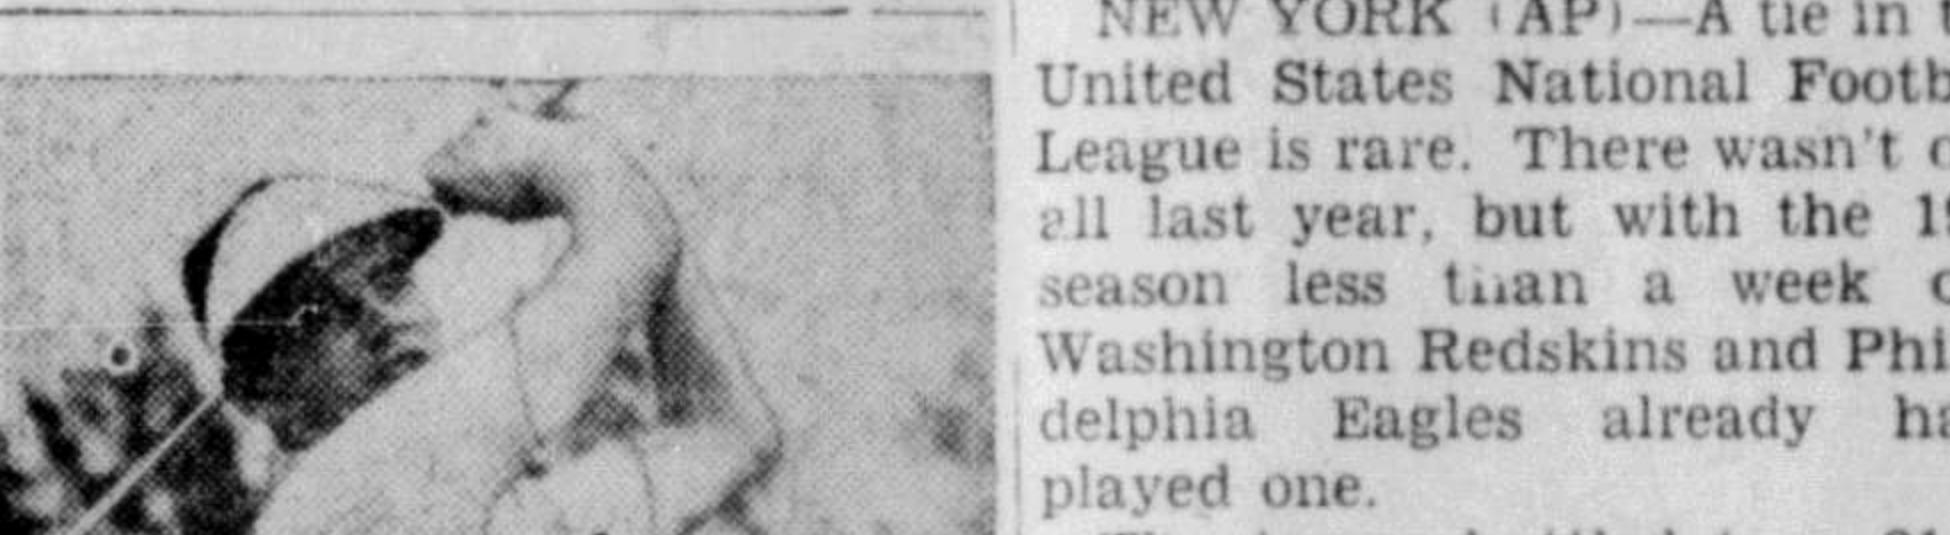 NEW YORK (AP)—A tie in
United States National Footb
League is rare. There wasn't
all last year, but with the
season less than a week
Washington Redskins and Phi
delphia Eagles already ha
played one.